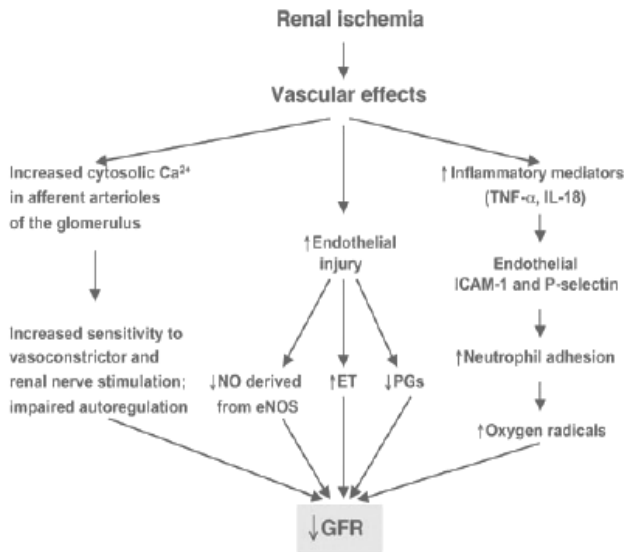 Renal ischemia
Vascular effects
Increased cytosolic Ca²⁺
in afferent arterioles
of the glomerulus
↑Inflammatory mediators
(TNF-α, IL-18)
↑Endothelial
injury
Endothelial
ICAM-1 and P-selectin
Increased sensitivity to
vasoconstrictor and
renal nerve stimulation;
impaired autoregulation
↓NO derived
from eNOS
↑ET
↓PGs
↑Neutrophil adhesion
↑Oxygen radicals
↓GFR